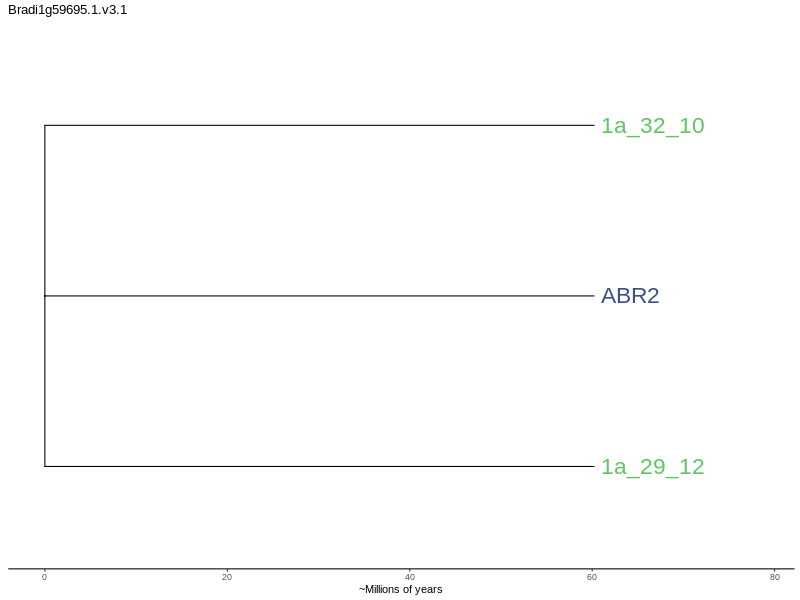 Bradi1g59695.1.v3.1
1a_32_10
ABR2
1a_29_12
0 20 40 60 80
~Millions of years